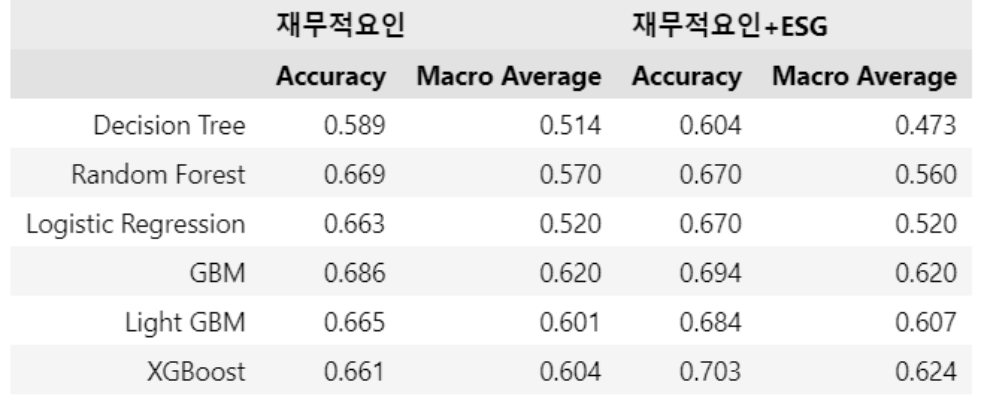 재무적요인 재무적요인+ESG
Accuracy Macro Average Accuracy Macro Average
Decision Tree 0.589 0.514 0.604 0.473
Random Forest 0.669 0.570 0.670 0.560
Logistic Regression 0.663 0.520 0.670 0.520
GBM 0.686 0.620 0.694 0.620
Light GBM 0.665 0.601 0.684 0.607
XGBoost 0.661 0.604 0.703 0.624